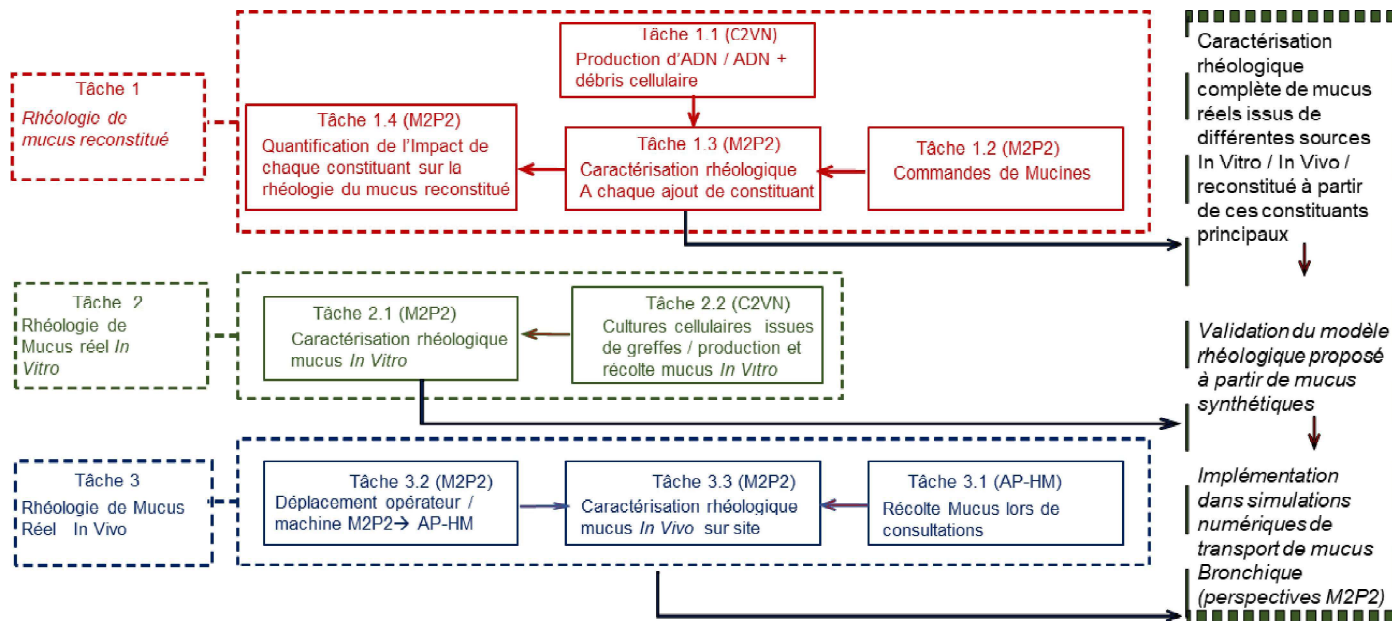 Tâche 1
Rhéologie de
mucus reconstitué
Tâche 1.1 (C2VN)
Production d'ADN / ADN +
débris cellulaire
Tâche 1.4 (M2P2)
Quantification de l'Impact de
chaque constituant sur la
rhéologie du mucus reconstitué
Tâche 1.3 (M2P2)
Caractérisation rhéologique
A chaque ajout de constituant
Tâche 1.2 (M2P2)
Commandes de Mucines
Tâche 2
Rhéologie de
Mucus réel In
Vitro
Tâche 2.1 (M2P2)
Caractérisation rhéologique
mucus In Vitro
Tâche 2.2 (C2VN)
Cultures cellulaires issues
de greffes / production et
récolte mucus In Vitro
Tâche 3
Rhéologie de Mucus
Réel In Vivo
Tâche 3.2 (M2P2)
Déplacement opérateur /
machine M2P2→ AP-HM
Tâche 3.3 (M2P2)
Caractérisation rhéologique
mucus In Vivo sur site
Tâche 3.1 (AP-HM)
Récolte Mucus lors de
consultations
Caractérisation
rhéologique
complète de mucus
réels issus de
différentes sources
In Vitro / In Vivo /
reconstitué à partir
de ces constituants
principaux
Validation du modèle
rhéologique proposé
à partir de mucus
synthétiques
Implémentation
dans simulations
numériques de
transport de mucus
Bronchique
(perspectives M2P2)